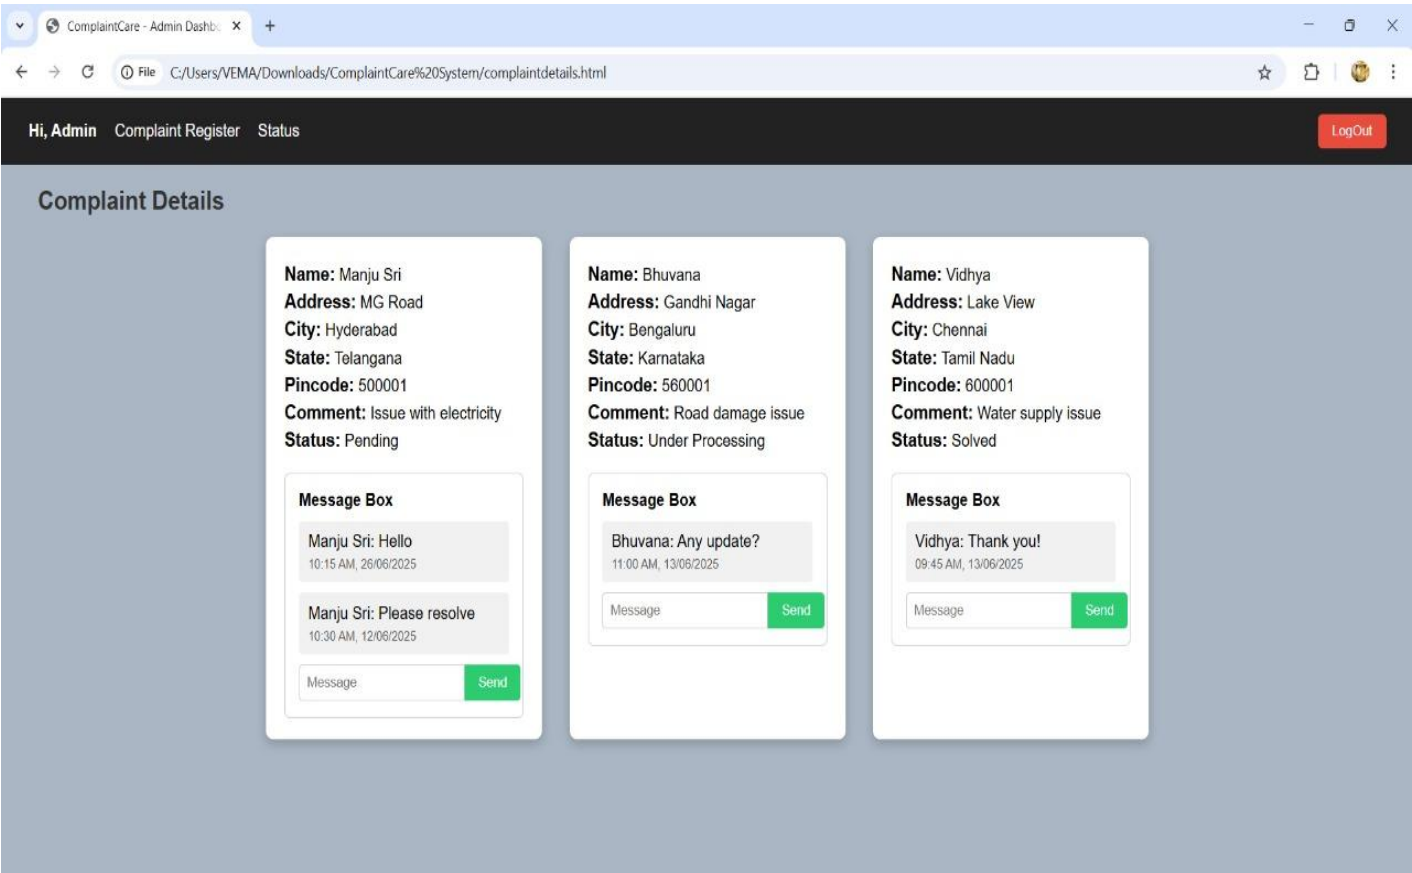 ComplaintCare - Admin Dashb
File C:/Users/VEMA/Downloads/ComplaintCare%20System/complaintdetails.html
Hi, Admin Complaint Register Status LogOut
Complaint Details
Name: Manju Sri
Address: MG Road
City: Hyderabad
State: Telangana
Pincode: 500001
Comment: Issue with electricity
Status: Pending
Message Box
Manju Sri: Hello
10:15 AM, 26/06/2025
Manju Sri: Please resolve
10:30 AM, 12/06/2025
Message Send
Name: Bhuvana
Address: Gandhi Nagar
City: Bengaluru
State: Karnataka
Pincode: 560001
Comment: Road damage issue
Status: Under Processing
Message Box
Bhuvana: Any update?
11:00 AM, 13/06/2025
Message Send
Name: Vidhya
Address: Lake View
City: Chennai
State: Tamil Nadu
Pincode: 600001
Comment: Water supply issue
Status: Solved
Message Box
Vidhya: Thank you!
09:45 AM, 13/06/2025
Message Send